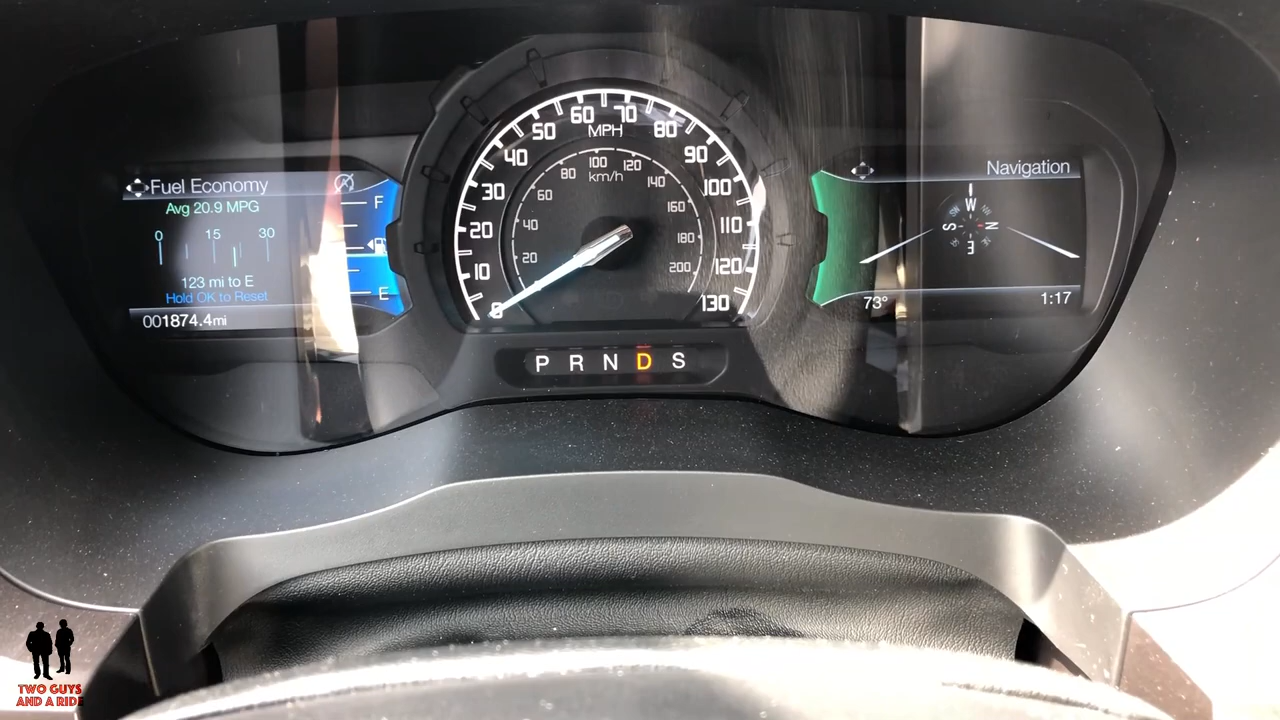 Fuel Economy
Avg 20.9 MPG
0 15 30
123 mi to E
Hold OK to Reset
001874.4mi
F
E
0 10 20 30 40 50 60 70 80 90 100 110 120 130
MPH
20 40 60 80 100 120 140 160 180 200
km/h
P R N D S
Navigation
W
S N
E
73°
1:17
TWO GUYS
AND A RIDE